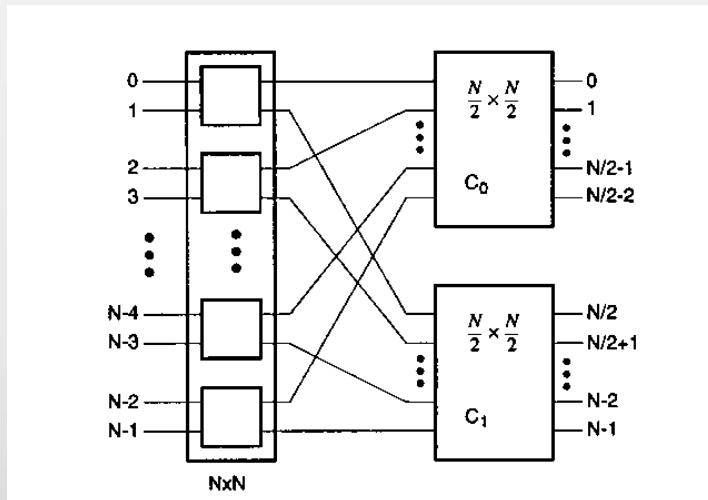 0
1
2
3
N-4
N-3
N-2
N-1
NxN
N/2 × N/2
C0
0
1
N/2-1
N/2-2
N/2 × N/2
C1
N/2
N/2+1
N-2
N-1